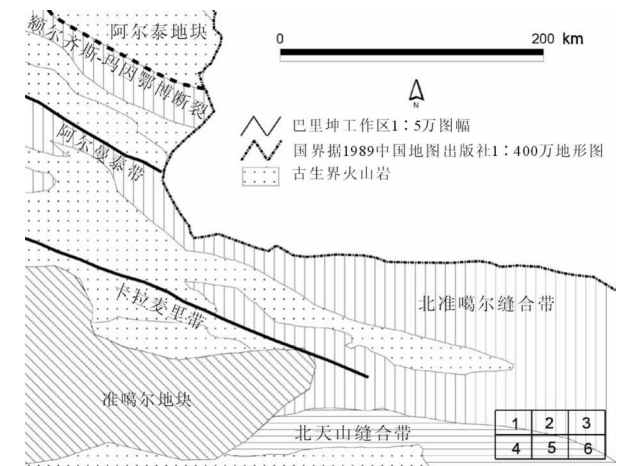 阿尔泰地块
额尔齐斯-玛因鄂博断裂
阿尔曼泰带
卡拉麦里带
准噶尔地块
北天山缝合带
北准噶尔缝合带
0 200 km
N
巴里坤工作区1：5万图幅
国界据1989中国地图出版社1：400万地形图
古生界火山岩
1 2 3
4 5 6